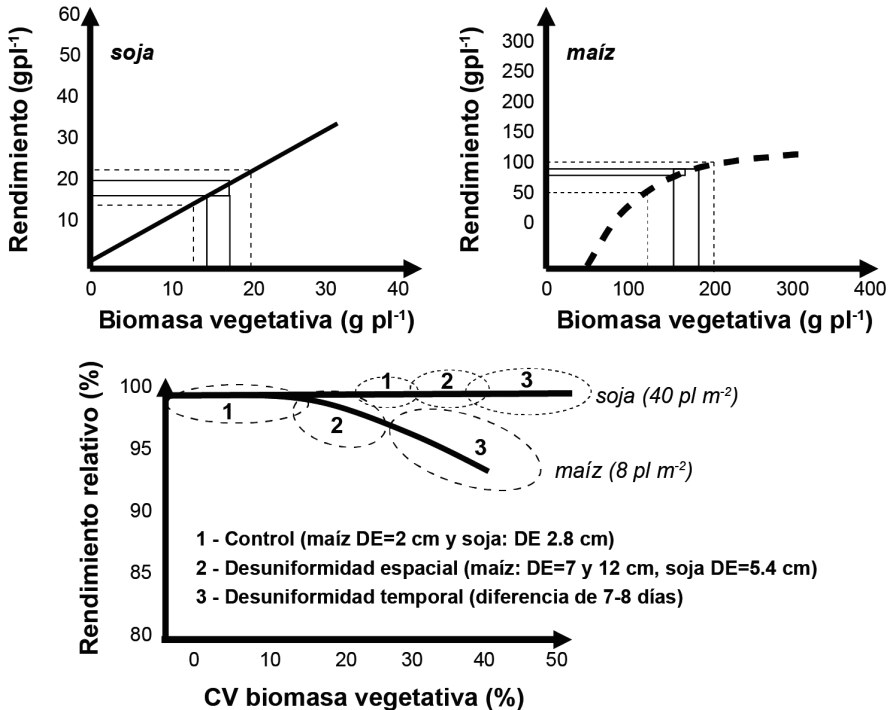 Rendimiento (gpl-1)
60
50
40
30
20
10
soja
0 10 20 30 40
Biomasa vegetativa (g pl-1)
Rendimiento (gpl-1)
300
250
200
150
100
50
0
maíz
0 100 200 300 400
Biomasa vegetativa (g pl-1)
Rendimiento relativo (%)
100
95
90
85
80
1 2 3
soja (40 pl m-2)
1
2
3
maíz (8 pl m-2)
1 - Control (maíz DE=2 cm y soja: DE 2.8 cm)
2 - Desuniformidad espacial (maíz: DE=7 y 12 cm, soja DE=5.4 cm)
3 - Desuniformidad temporal (diferencia de 7-8 días)
0 10 20 30 40 50
CV biomasa vegetativa (%)